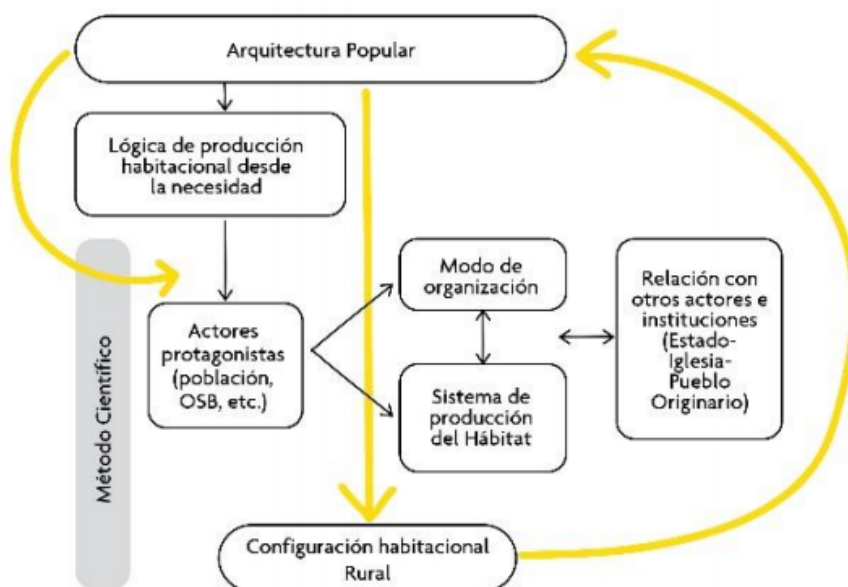 Arquitectura Popular
Lógica de producción
habitacional desde
la necesidad
Método Científico
Actores
protagonistas
(población,
OSB, etc.)
Modo de
organización
Sistema de
producción
del Hábitat
Relación con
otros actores e
instituciones
(Estado-
Iglesia-
Pueblo
Originario)
Configuración habitacional
Rural